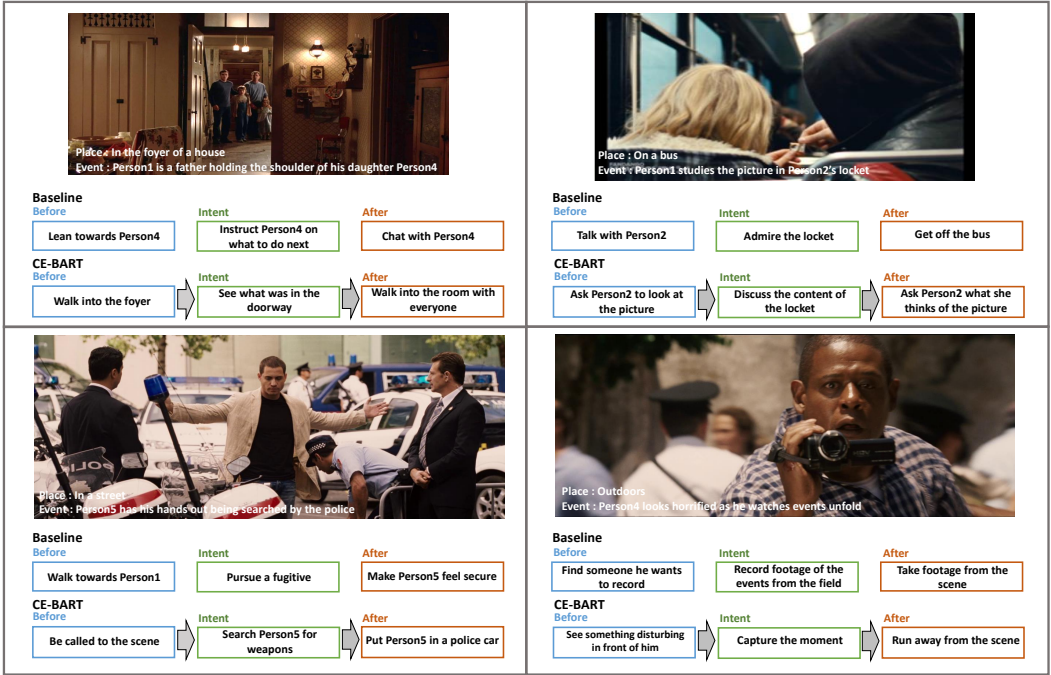 Place : In the foyer of a house
Event : Person1 is a father holding the shoulder of his daughter Person4
Baseline
Before
Intent
After
Lean towards Person4
Instruct Person4 on
what to do next
Chat with Person4
CE-BART
Before
Intent
After
Walk into the foyer
See what was in the
doorway
Walk into the room with
everyone
Place : On a bus
Event : Person1 studies the picture in Person2's locket
Baseline
Before
Intent
After
Talk with Person2
Admire the locket
Get off the bus
CE-BART
Before
Intent
After
Ask Person2 to look at
the picture
Discuss the content of
the locket
Ask Person2 what she
thinks of the picture
POLIC
Place : In a street
Event : Person5 has his hands out being searched by the police
Baseline
Before
Intent
After
Walk towards Person1
Pursue a fugitive
Make Person5 feel secure
CE-BART
Before
Intent
After
Be called to the scene
Search Person5 for
weapons
Put Person5 in a police car
Place : Outdoors
Event : Person4 looks horrified as he watches events unfold
Baseline
Before
Intent
After
Find someone he wants
to record
Record footage of the
events from the field
Take footage from the
scene
CE-BART
Before
Intent
After
See something disturbing
in front of him
Capture the moment
Run away from the scene